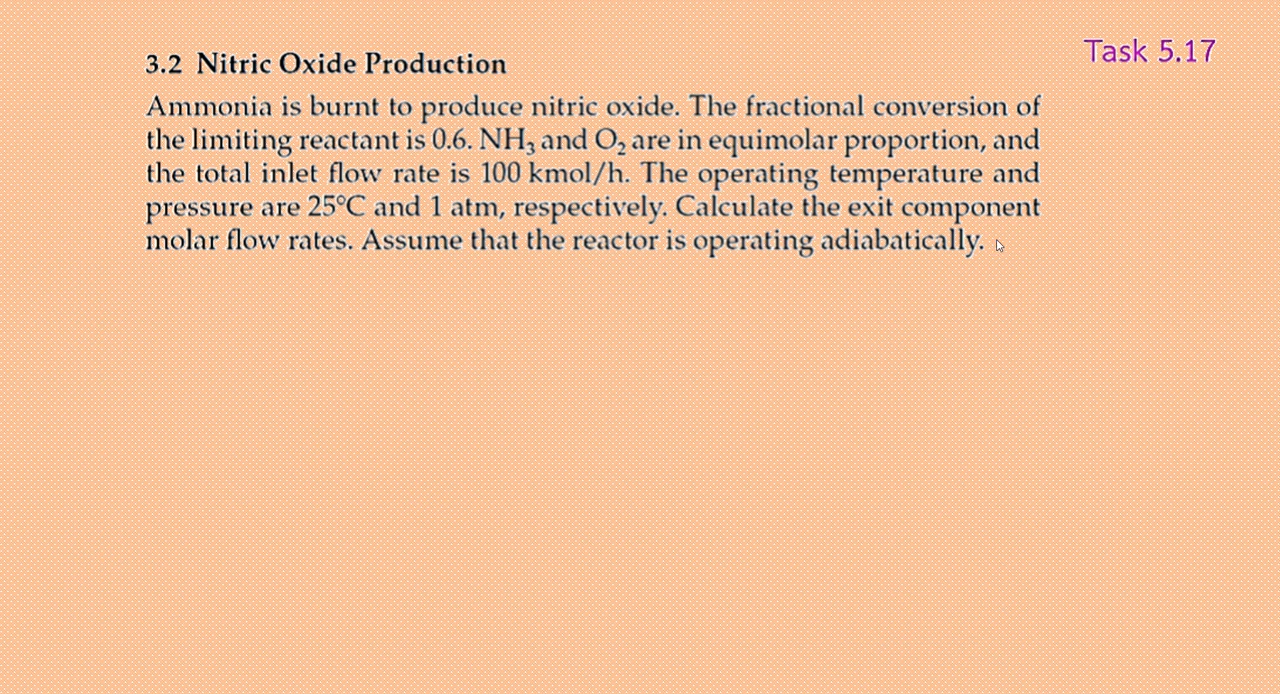 Task 5.17
3.2 Nitric Oxide Production
Ammonia is burnt to produce nitric oxide. The fractional conversion of
the limiting reactant is 0.6. NH₃ and O₂ are in equimolar proportion, and
the total inlet flow rate is 100 kmol/h. The operating temperature and
pressure are 25°C and 1 atm, respectively. Calculate the exit component
molar flow rates. Assume that the reactor is operating adiabatically.